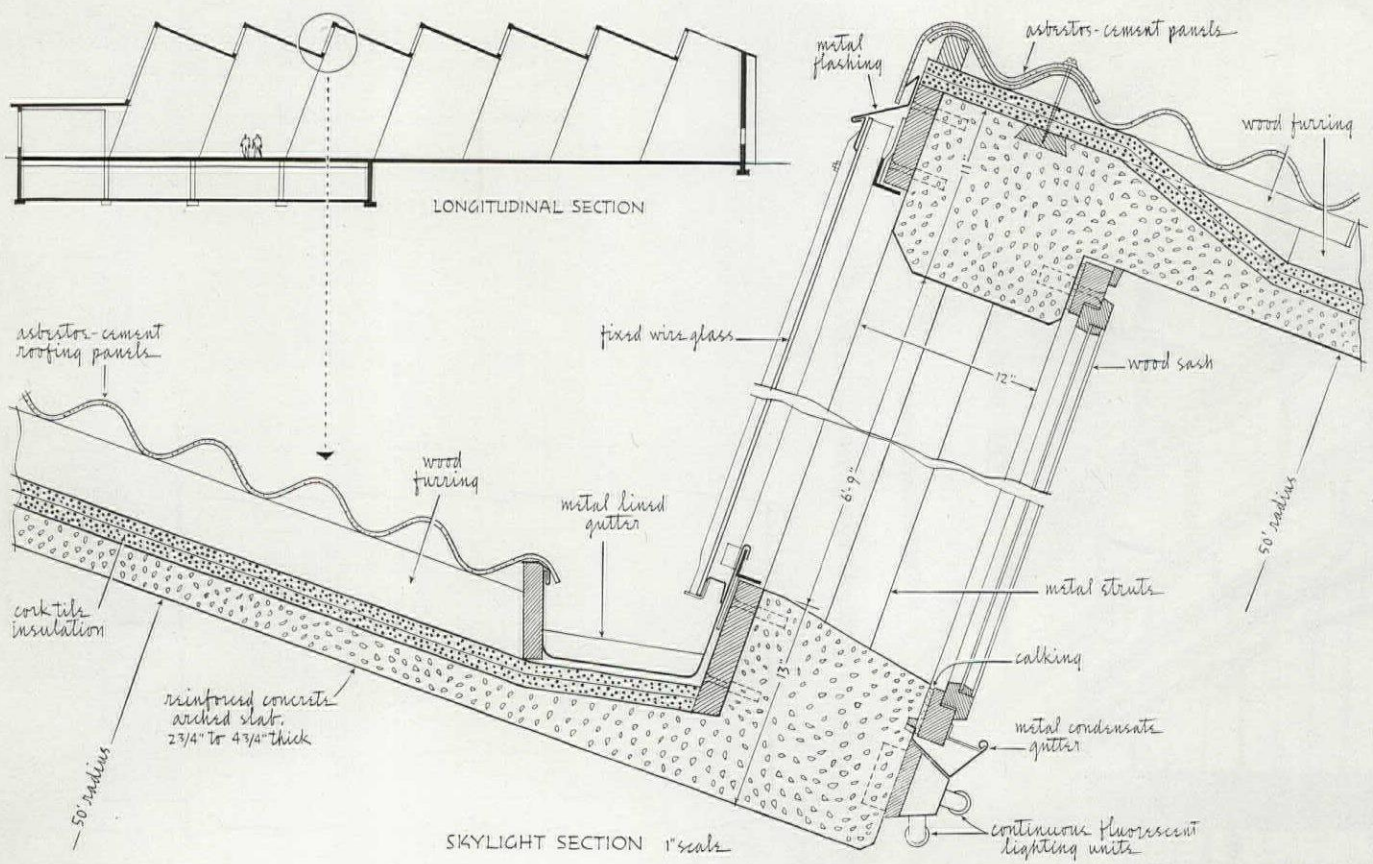 LONGITUDINAL SECTION
metal
flashing
asbestos-cement panels
wood furring
11"
fixed wire glass
12"
wood sash
asbestos-cement
roofing panels
wood
furring
metal lined
gutter
6'-9"
50' radius
cork tile
insulation
metal struts
calking
13"
reinforced concrete
arched slab.
2 3/4" to 4 3/4" thick
metal condensate
gutter
50' radius
SKYLIGHT SECTION 1" scale
continuous fluorescent
lighting units